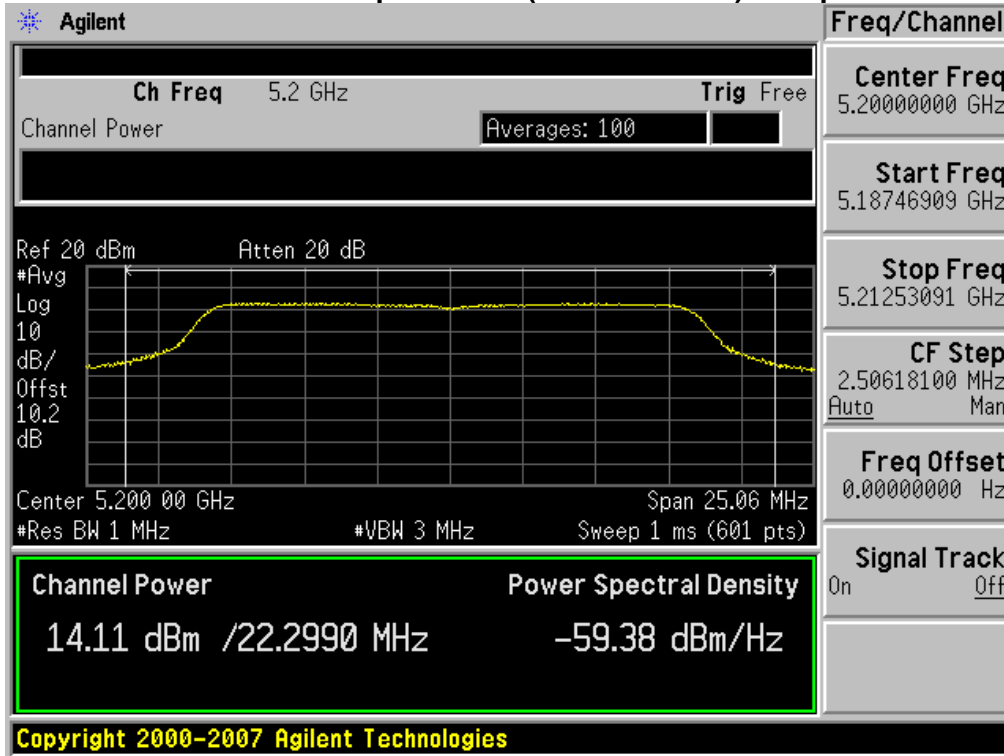 Agilent
Freq/Channel
Ch Freq 5.2 GHz Trig Free
Channel Power Averages: 100
Center Freq
5.20000000 GHz
Start Freq
5.18746909 GHz
Stop Freq
5.21253091 GHz
CF Step
2.50618100 MHz
Auto Man
Freq Offset
0.00000000 Hz
Signal Track
On Off
Ref 20 dBm Atten 20 dB
#Avg
Log
10
dB/
Offst
10.2
dB
Center 5.200 00 GHz Span 25.06 MHz
#Res BW 1 MHz #VBW 3 MHz Sweep 1 ms (601 pts)
Channel Power Power Spectral Density
14.11 dBm /22.2990 MHz -59.38 dBm/Hz
Copyright 2000-2007 Agilent Technologies